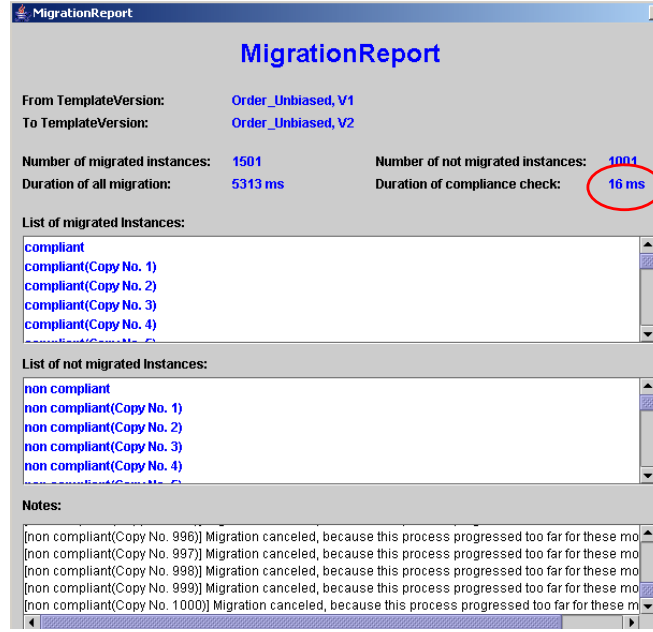 MigrationReport
MigrationReport
From TemplateVersion: Order_Unbiased, V1
To TemplateVersion: Order_Unbiased, V2
Number of migrated instances: 1501 Number of not migrated instances: 1001
Duration of all migration: 5313 ms Duration of compliance check: 16 ms
List of migrated Instances:
compliant
compliant(Copy No. 1)
compliant(Copy No. 2)
compliant(Copy No. 3)
compliant(Copy No. 4)
List of not migrated Instances:
non compliant
non compliant(Copy No. 1)
non compliant(Copy No. 2)
non compliant(Copy No. 3)
non compliant(Copy No. 4)
Notes:
[non compliant(Copy No. 996)] Migration canceled, because this process progressed too far for these mo
[non compliant(Copy No. 997)] Migration canceled, because this process progressed too far for these mo
[non compliant(Copy No. 998)] Migration canceled, because this process progressed too far for these mo
[non compliant(Copy No. 999)] Migration canceled, because this process progressed too far for these mo
[non compliant(Copy No. 1000)] Migration canceled, because this process progressed too far for these m